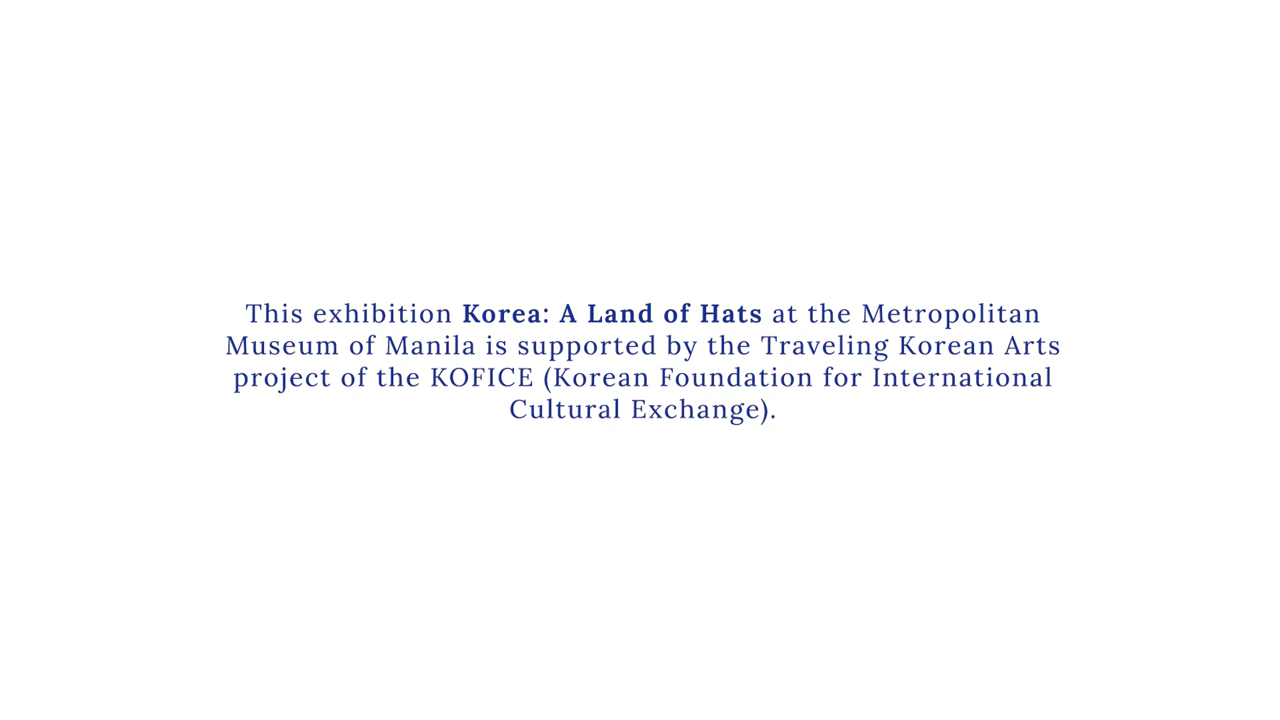 This exhibition Korea: A Land of Hats at the Metropolitan
Museum of Manila is supported by the Traveling Korean Arts
project of the KOFICE (Korean Foundation for International
Cultural Exchange).